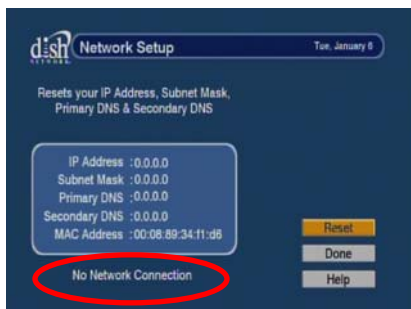 dish
NETWORK
Network Setup
Tue, January 6
Resets your IP Address, Subnet Mask,
Primary DNS & Secondary DNS
IP Address : 0.0.0.0
Subnet Mask : 0.0.0.0
Primary DNS : 0.0.0.0
Secondary DNS : 0.0.0.0
MAC Address : 00:08:89:34:f1:d6
No Network Connection
Reset
Done
Help